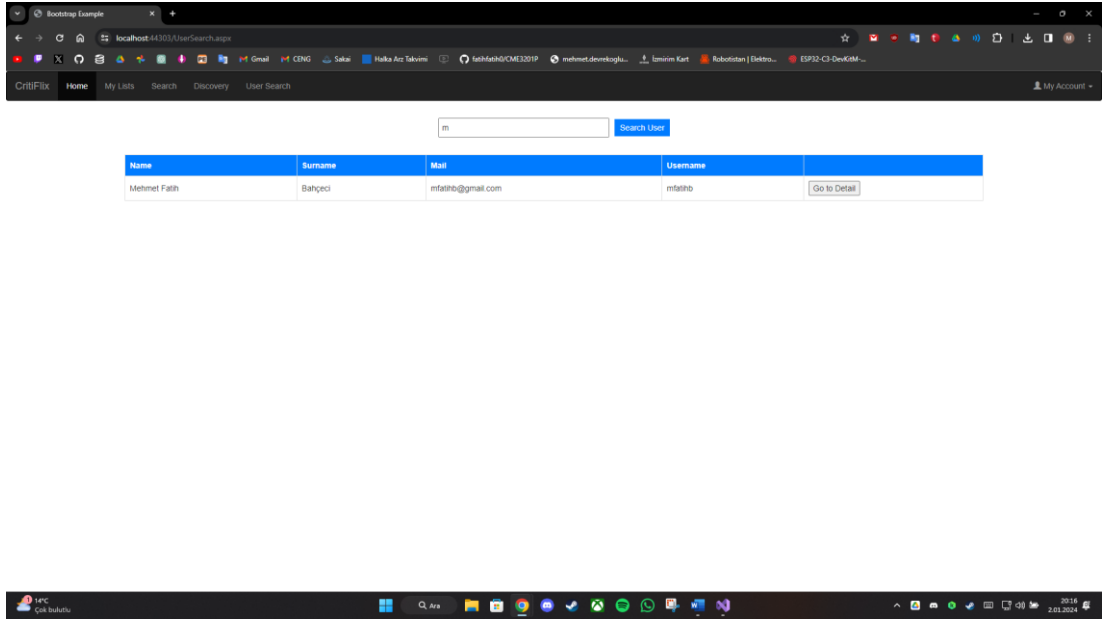 Bootstrap Example
localhost:44303/UserSearch.aspx
Gmail CENG Sakai Halka Arz Takvimi fatihfatih0/CME3201P mehmet.devrekoglu... İzmirim Kart Robotistan | Elektro... ESP32-C3-DevKitM-...
CritiFlix Home My Lists Search Discovery User Search My Account
m Search User
Name Surname Mail Username
Mehmet Fatih Bahçeci mfatihb@gmail.com mfatihb Go to Detail
14°C
Çok bulutlu
Ara
20:16
2.01.2024